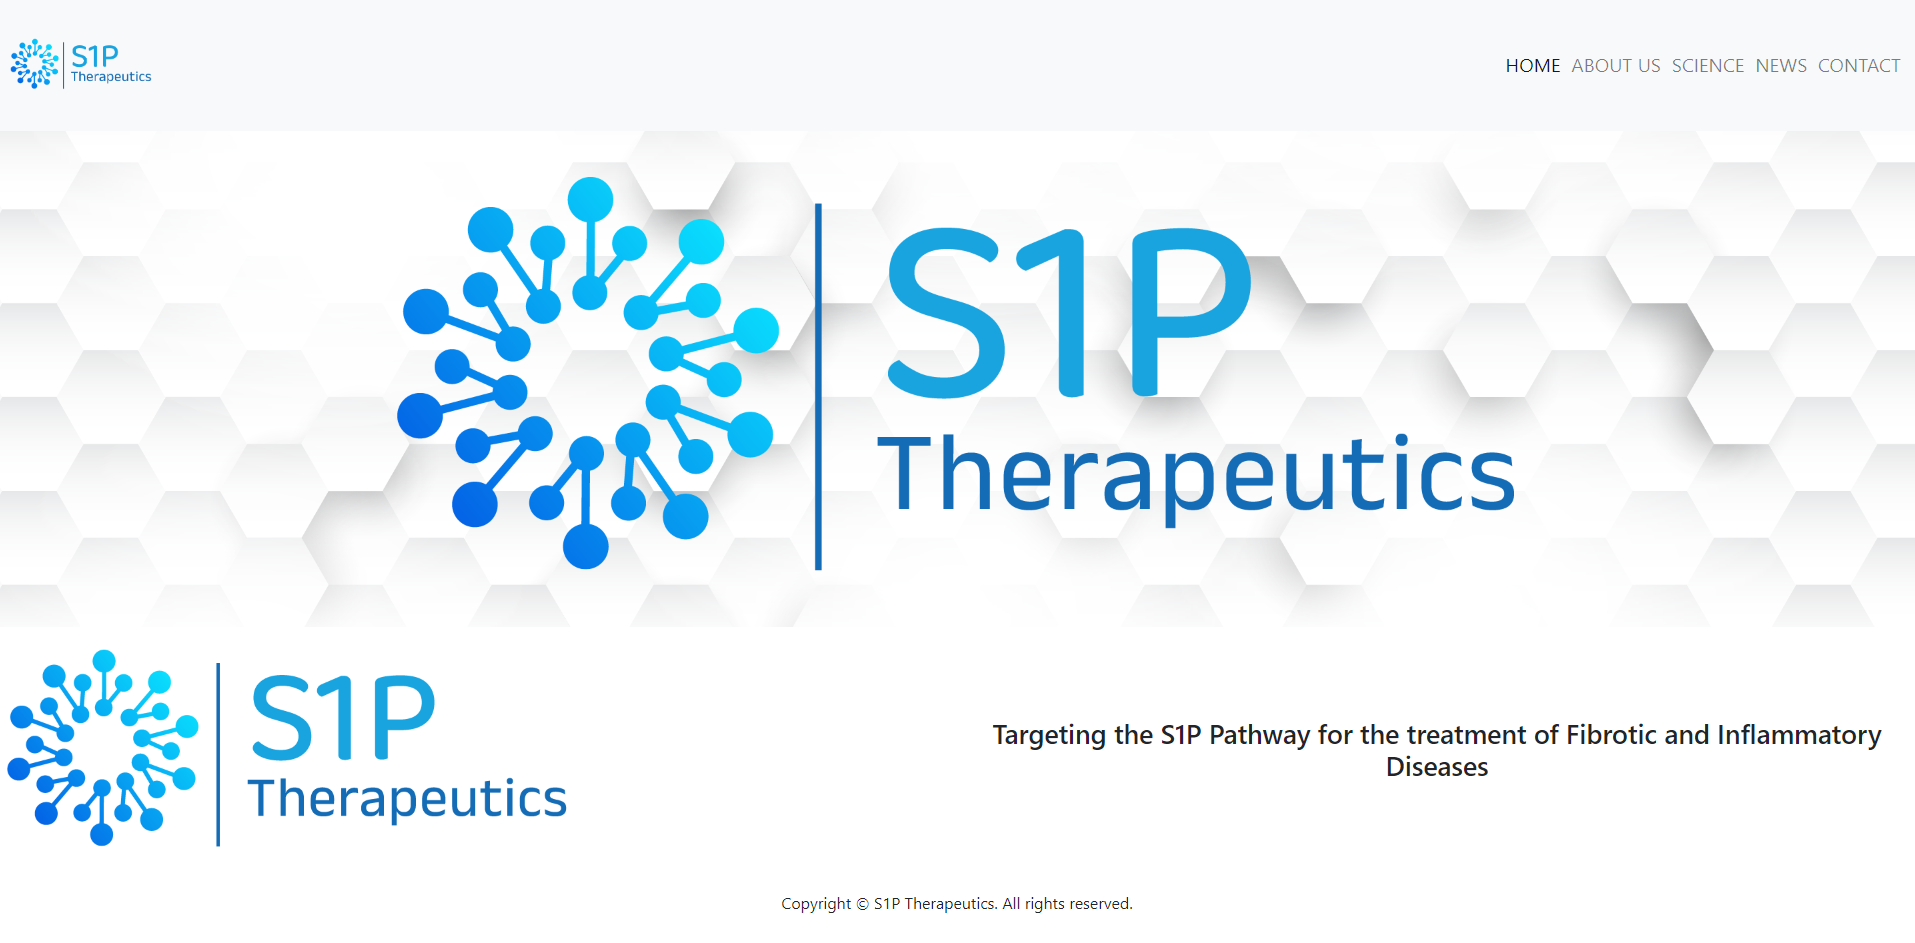 S1P
Therapeutics
HOME ABOUT US SCIENCE NEWS CONTACT
S1P
Therapeutics
S1P
Therapeutics
Targeting the S1P Pathway for the treatment of Fibrotic and Inflammatory
Diseases
Copyright © S1P Therapeutics. All rights reserved.